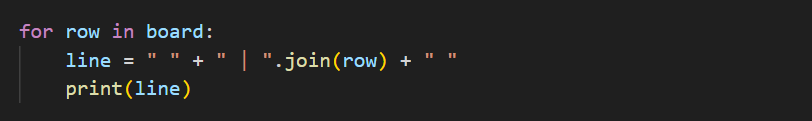 for row in board:
    line = " " + " | ".join(row) + " "
    print(line)